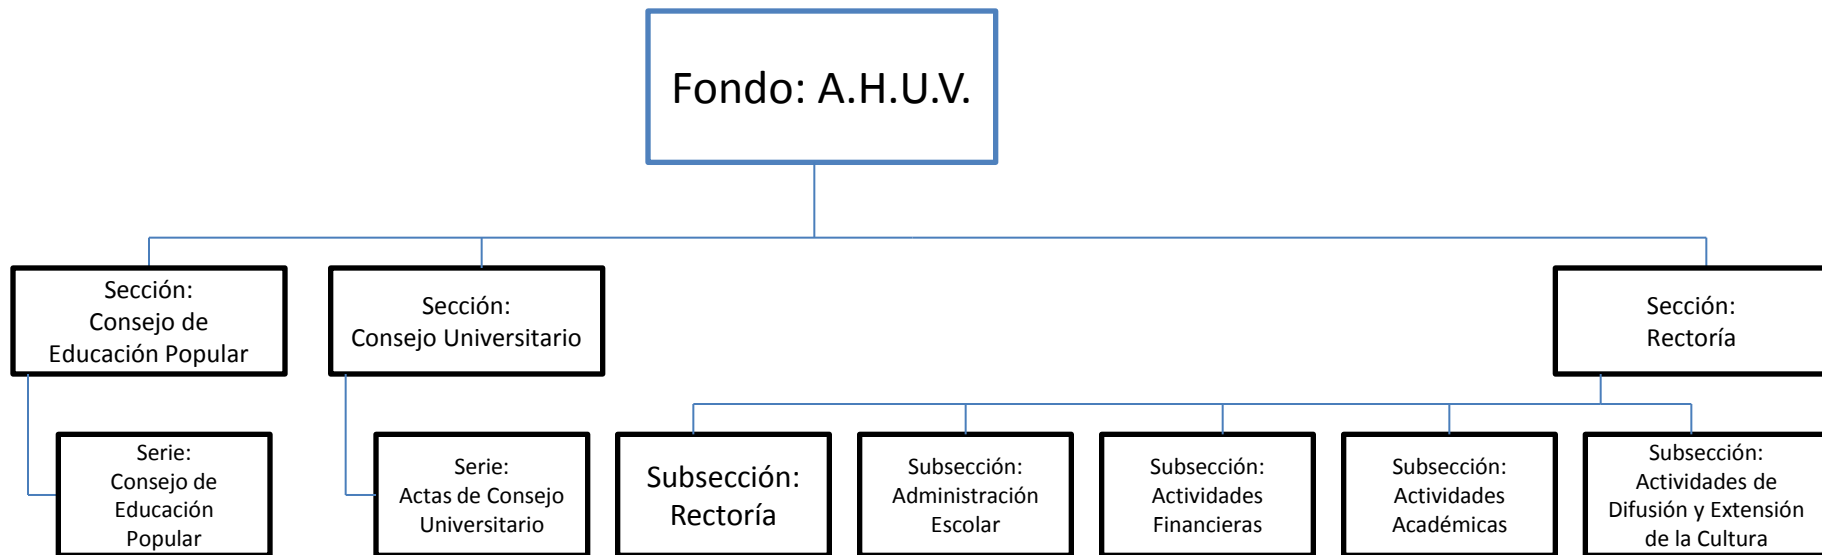 Fondo: A.H.U.V.
Sección:
Consejo de
Educación Popular
Sección:
Consejo Universitario
Sección:
Rectoría
Serie:
Consejo de
Educación
Popular
Serie:
Actas de Consejo
Universitario
Subsección:
Rectoría
Subsección:
Administración
Escolar
Subsección:
Actividades
Financieras
Subsección:
Actividades
Académicas
Subsección:
Actividades de
Difusión y Extensión
de la Cultura